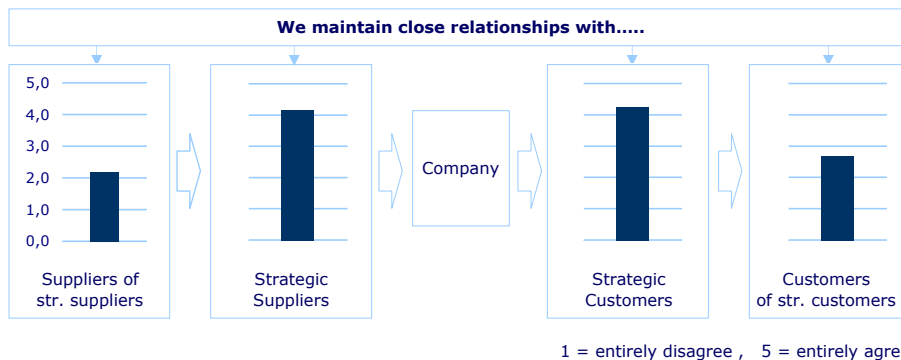 We maintain close relationships with.....
5,0
4,0
3,0
2,0
1,0
0,0
Suppliers of
str. suppliers
Strategic
Suppliers
Company
Strategic
Customers
Customers
of str. customers
1 = entirely disagree ,   5 = entirely agre